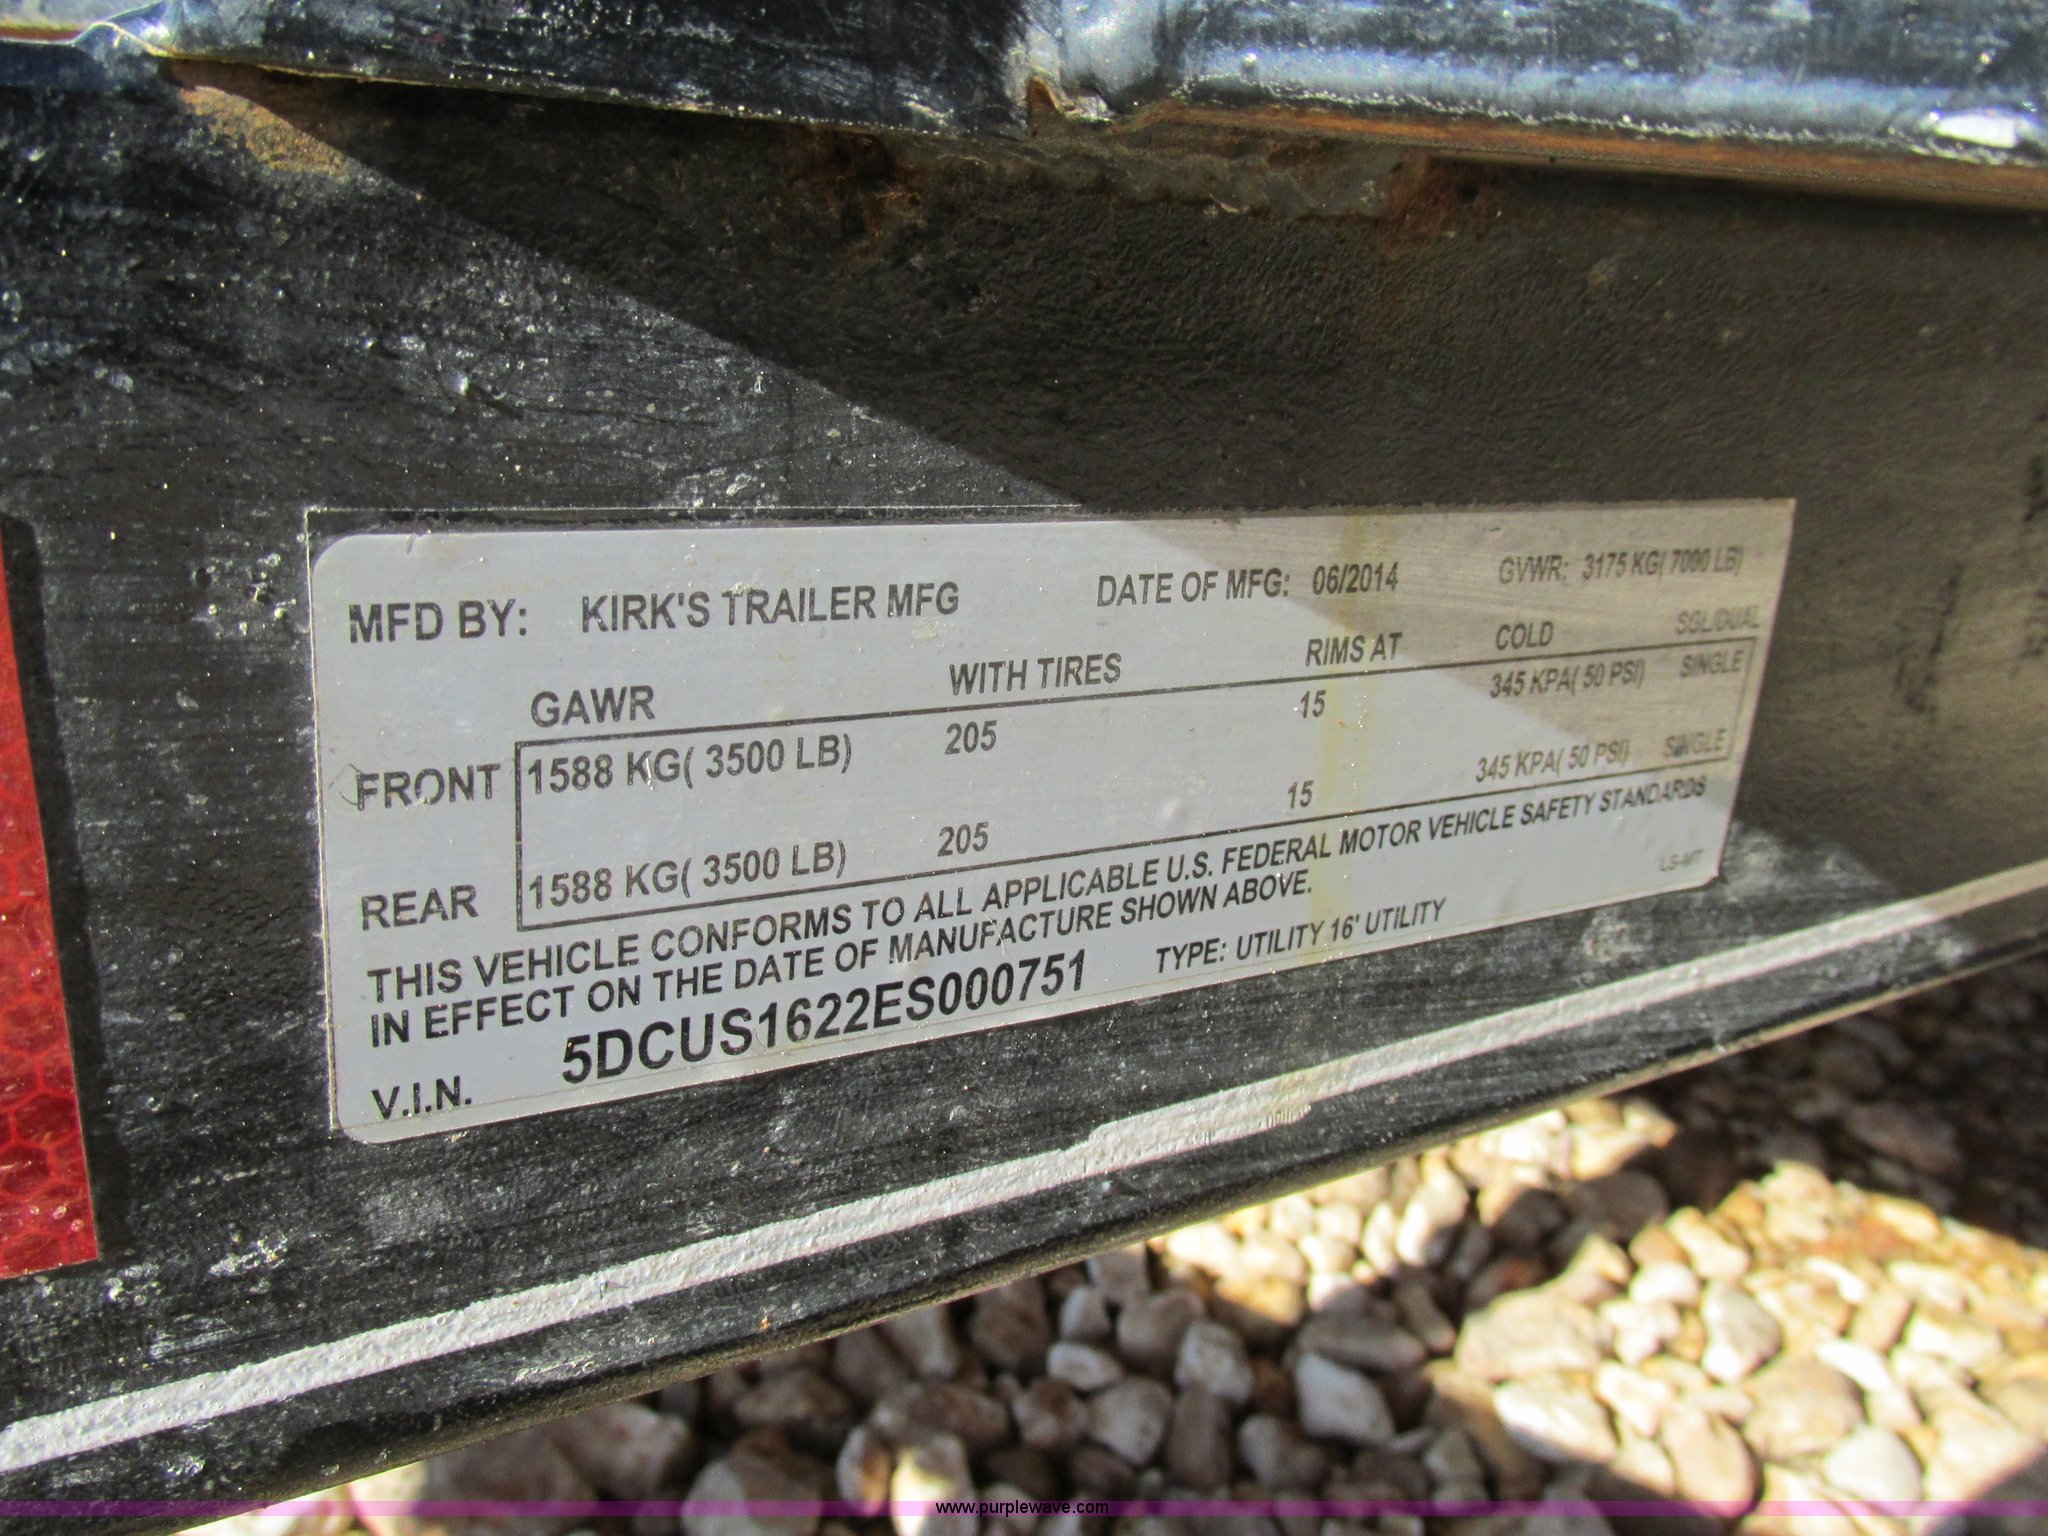 MFD BY: KIRK'S TRAILER MFG DATE OF MFG: 06/2014 GVWR: 3175 KG( 7000 LB)
GAWR WITH TIRES RIMS AT COLD SGL/DUAL
FRONT 1588 KG( 3500 LB) 205 15 345 KPA( 50 PSI) SINGLE
REAR 1588 KG( 3500 LB) 205 15 345 KPA( 50 PSI) SINGLE
THIS VEHICLE CONFORMS TO ALL APPLICABLE U.S. FEDERAL MOTOR VEHICLE SAFETY STANDARDS
IN EFFECT ON THE DATE OF MANUFACTURE SHOWN ABOVE.
LS-MT
V.I.N. 5DCUS1622ES000751 TYPE: UTILITY 16' UTILITY
www.purplewave.com